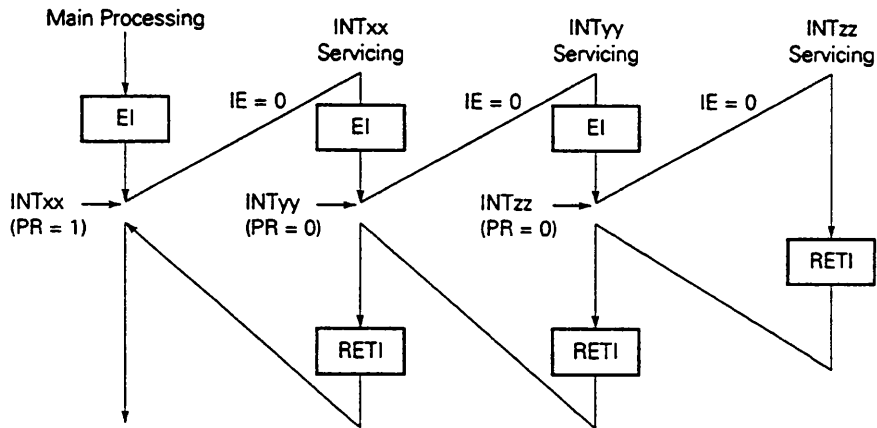 Main Processing
INTxx
Servicing
INTyy
Servicing
INTzz
Servicing
IE = 0
IE = 0
IE = 0
EI
EI
EI
INTxx
(PR = 1)
INTyy
(PR = 0)
INTzz
(PR = 0)
RETI
RETI
RETI